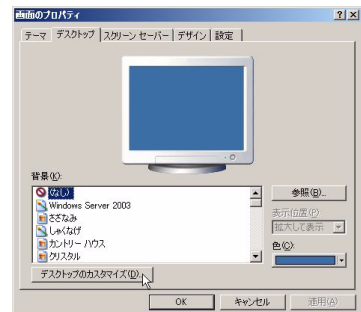 画面のプロパティ
テーマ デスクトップ スクリーン セーバー デザイン 設定
背景(K):
(なし)
Windows Server 2003
さざなみ
しゃくなげ
カントリー ハウス
クリスタル
参照(B)...
表示位置(P)
拡大して表示
色(C):
デスクトップのカスタマイズ(D)...
OK キャンセル 適用(A)